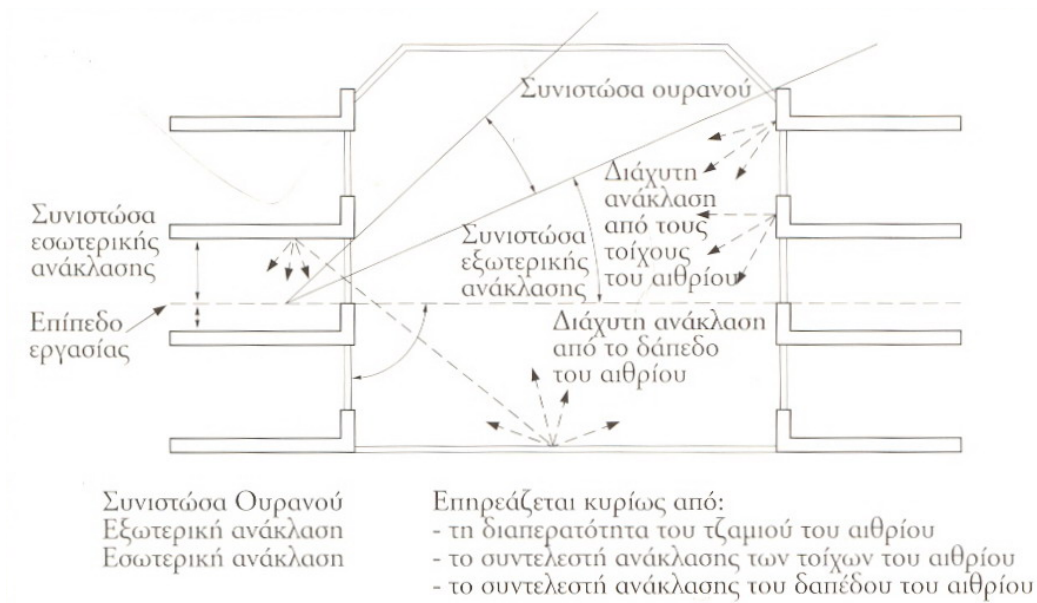 Συνιστώσα ουρανού
Διάχυτη
ανάκλαση
από τους
τοίχους
του αιθρίου
Συνιστώσα
εσωτερικής
ανάκλασης
Συνιστώσα
εξωτερικής
ανάκλασης
Επίπεδο
εργασίας
Διάχυτη ανάκλαση
από το δάπεδο
του αιθρίου
Συνιστώσα Ουρανού
Εξωτερική ανάκλαση
Εσωτερική ανάκλαση
Επηρεάζεται κυρίως από:
- τη διαπερατότητα του τζαμιού του αιθρίου
- το συντελεστή ανάκλασης των τοίχων του αιθρίου
- το συντελεστή ανάκλασης του δαπέδου του αιθρίου